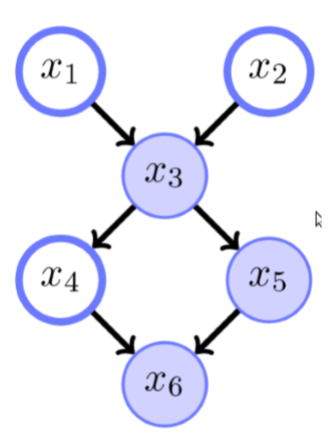 x₁ x₂
x₃
x₄ x₅
x₆